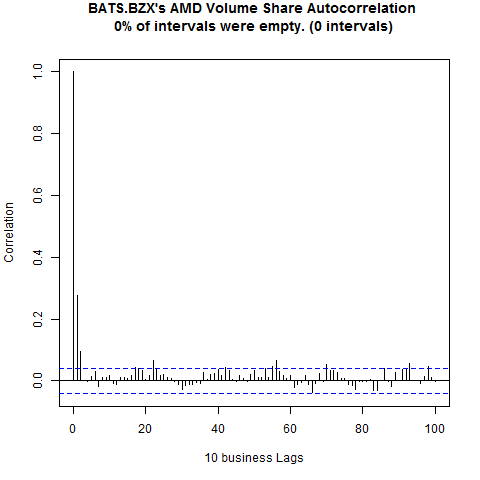 BATS.BZX's AMD Volume Share Autocorrelation
0% of intervals were empty. (0 intervals)
1.0
0.8
0.6
0.4
0.2
0.0
Correlation
0 20 40 60 80 100
10 business Lags